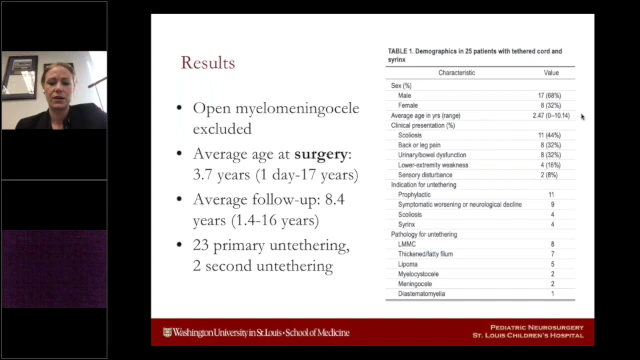 Results
• Open myelomeningocele
excluded
• Average age at surgery:
3.7 years (1 day-17 years)
• Average follow-up: 8.4
years (1.4-16 years)
• 23 primary untethering,
2 second untethering
TABLE 1. Demographics in 25 patients with tethered cord and
syrinx
Characteristic Value
Sex (%)
Male 17 (68%)
Female 8 (32%)
Average age in yrs (range) 2.47 (0–10.14)
Clinical presentation (%)
Scoliosis 11 (44%)
Back or leg pain 8 (32%)
Urinary/bowel dysfunction 8 (32%)
Lower-extremity weakness 4 (16%)
Sensory disturbance 2 (8%)
Indication for untethering
Prophylactic 11
Symptomatic worsening or neurological decline 9
Scoliosis 4
Syrinx 4
Pathology for untethering
LMMC 8
Thickened/fatty filum 7
Lipoma 5
Myelocystocele 2
Meningocele 2
Diastematomyelia 1
Washington University in St. Louis • School of Medicine
PEDIATRIC NEUROSURGERY
ST. LOUIS CHILDREN'S HOSPITAL